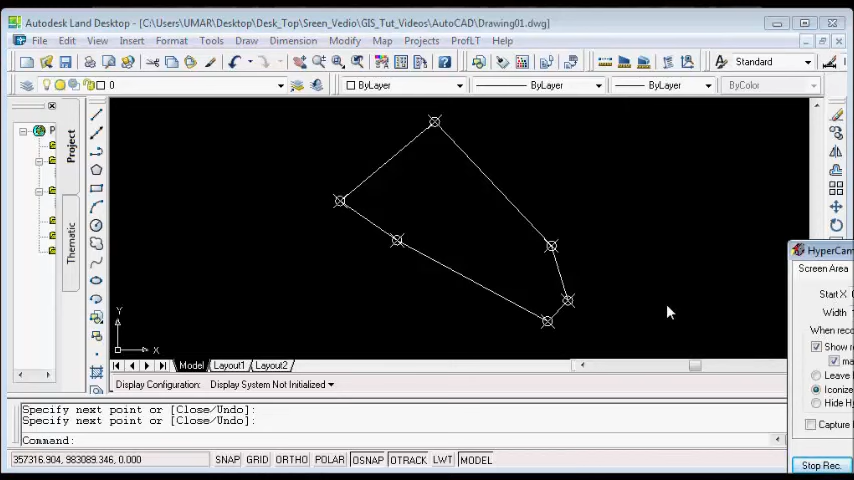 Autodesk Land Desktop - [C:\Users\UMAR\Desktop\Desk_Top\Sreen_Vedio\GIS_Tut_Videos\AutoCAD\Drawing01.dwg]
File Edit View Insert Format Tools Draw Dimension Modify Map Projects ProfLT Help
Standard
0
ByLayer
ByLayer
ByLayer
ByColor
Project
Thematic
P
Y
X
HyperCam
Screen Area
Start X
Width
When reco
Show r
ma
Leave
Iconize
Hide Hy
Capture
Stop Rec.
Model Layout1 Layout2
Display Configuration: Display System Not Initialized
Specify next point or [Close/Undo]:
Specify next point or [Close/Undo]:
Command:
357316.904, 983089.346, 0.000
SNAP GRID ORTHO POLAR OSNAP OTRACK LWT MODEL